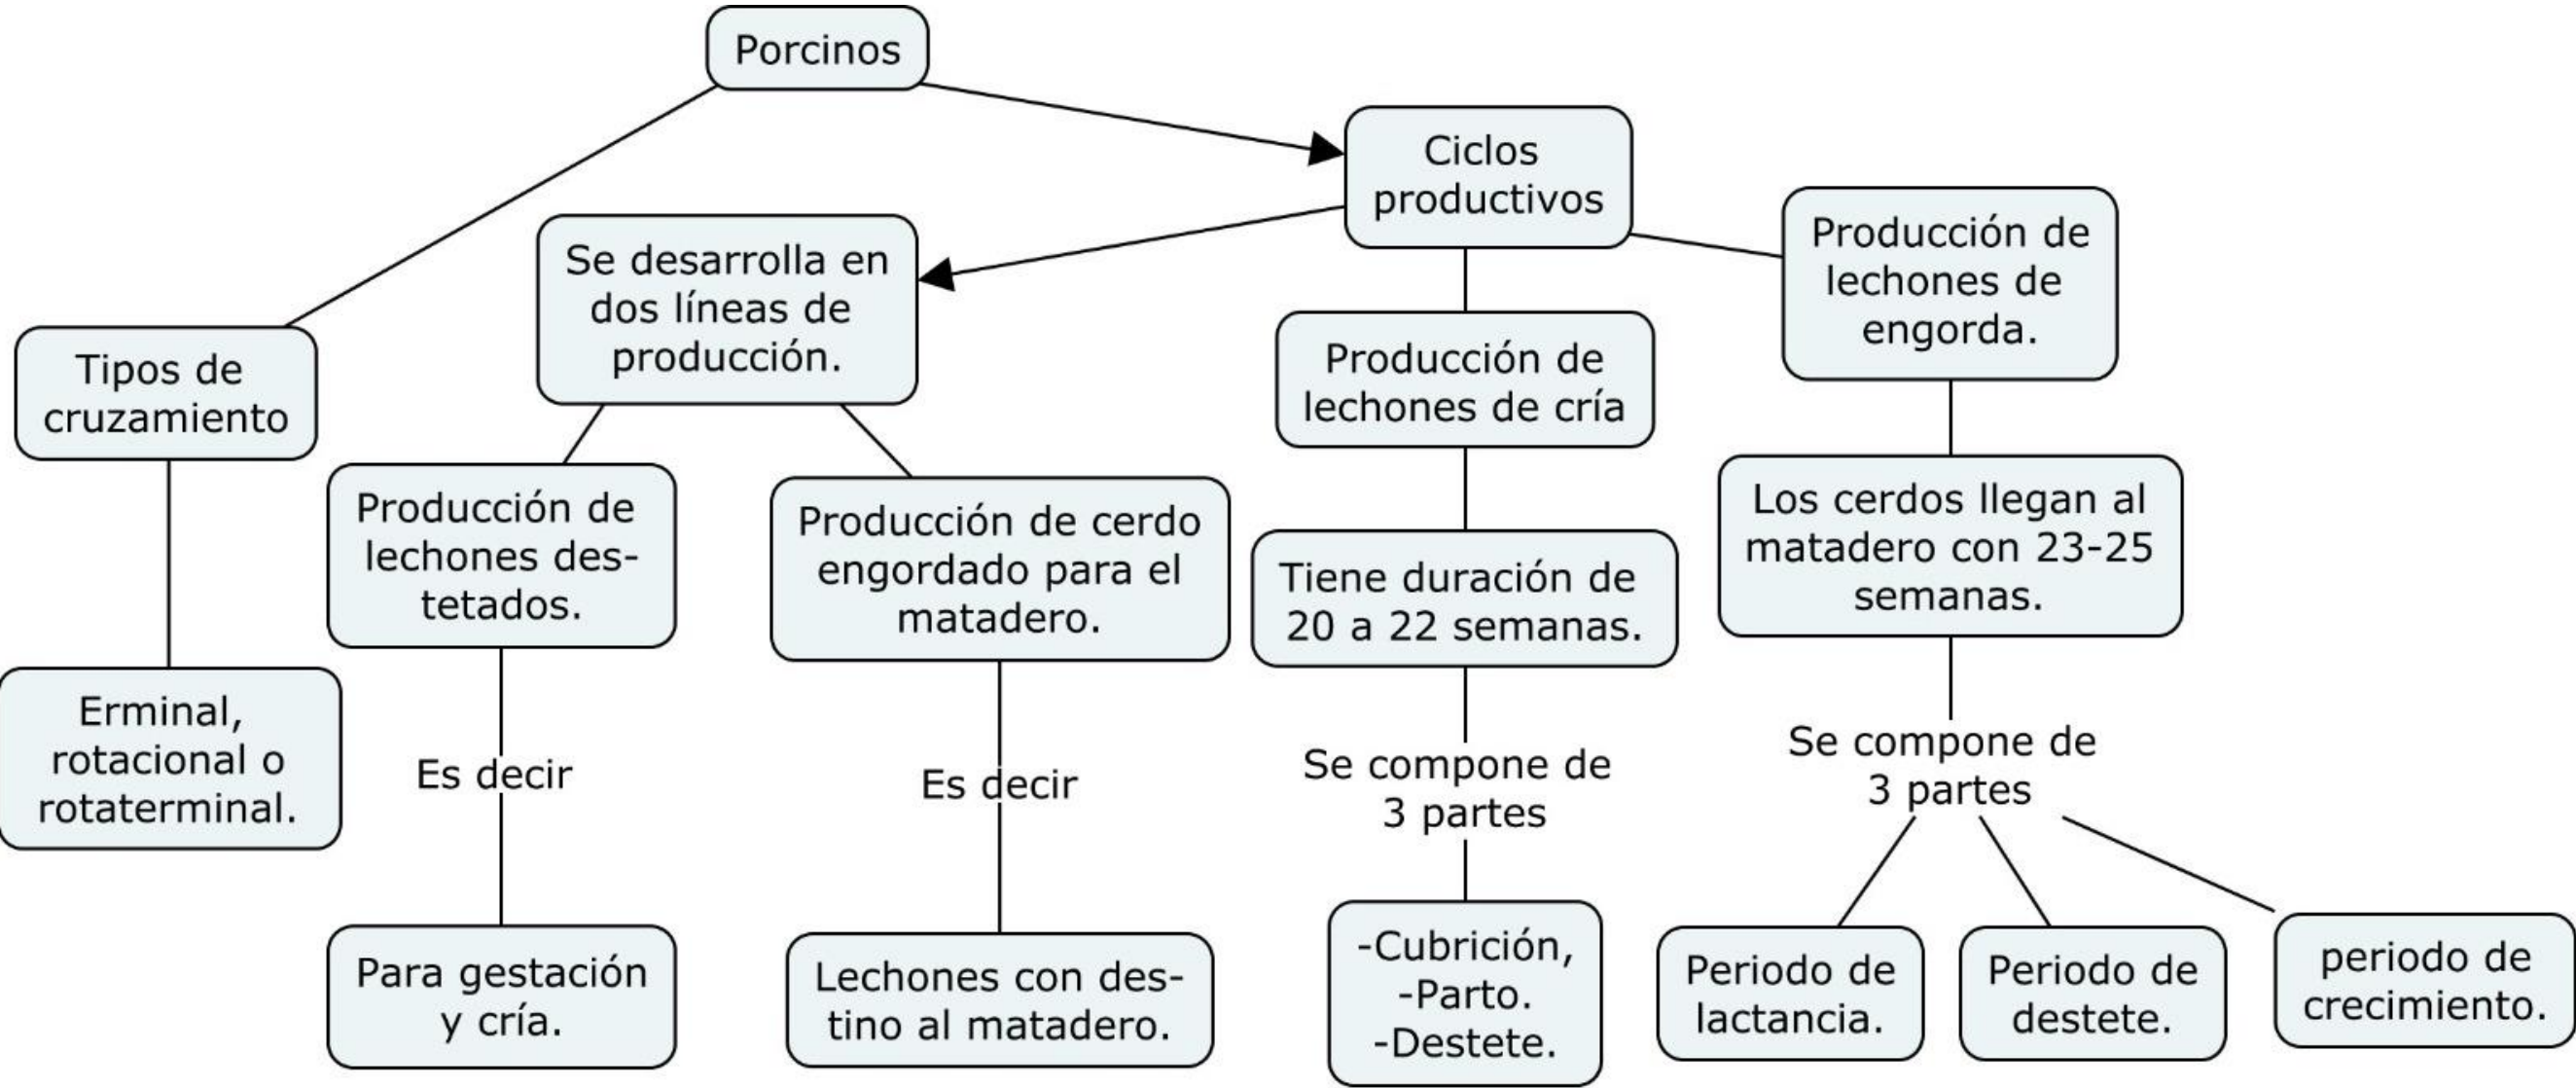 Porcinos
Ciclos
productivos
Se desarrolla en
dos líneas de
producción.
Producción de
lechones de
engorda.
Tipos de
cruzamiento
Producción de
lechones de cría
Producción de
lechones des-
tetados.
Producción de cerdo
engordado para el
matadero.
Tiene duración de
20 a 22 semanas.
Los cerdos llegan al
matadero con 23-25
semanas.
Erminal,
rotacional o
rotaterminal.
Es decir
Es decir
Se compone de
3 partes
Se compone de
3 partes
Para gestación
y cría.
Lechones con des-
tino al matadero.
-Cubrición,
-Parto.
-Destete.
Periodo de
lactancia.
Periodo de
destete.
periodo de
crecimiento.